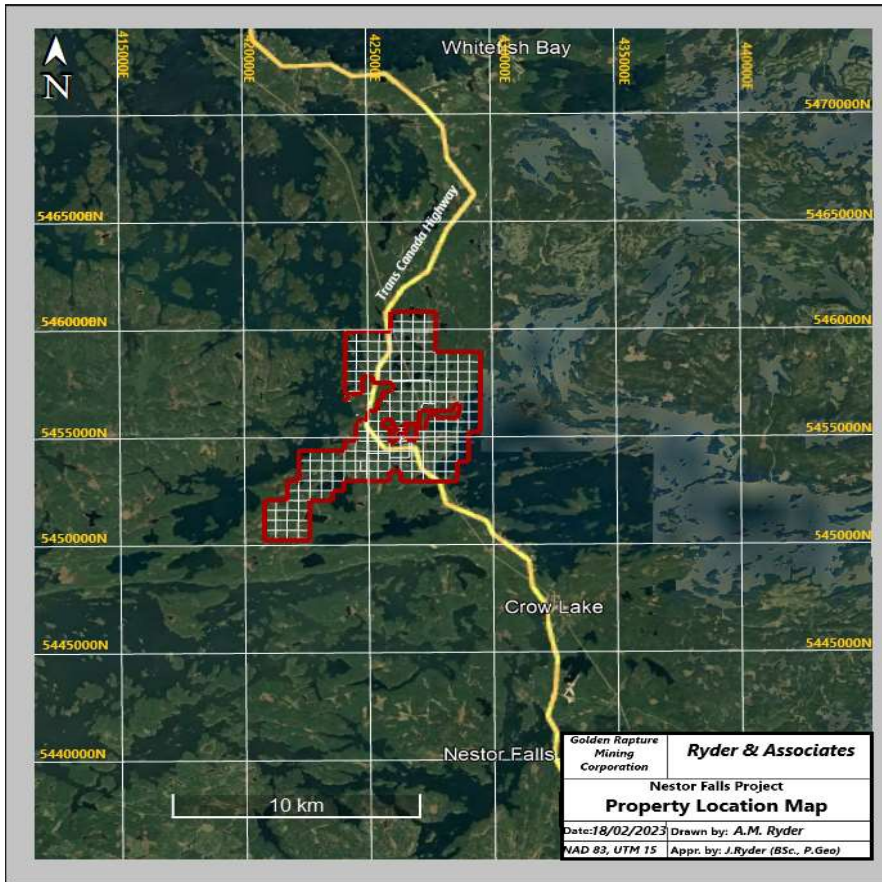 N
415000E
420000E
425000E
430000E
435000E
440000E
Whitefish Bay
5470000N
5465000N
5465000N
Trans Canada Highway
5460000N
5460000N
5455000N
5455000N
5450000N
545000N
Crow Lake
5445000N
5445000N
5440000N
Nestor Falls
10 km
Golden Rapture
Mining
Corporation
Ryder & Associates
Nestor Falls Project
Property Location Map
Date:18/02/2023
Drawn by: A.M. Ryder
NAD 83, UTM 15
Appr. by: J.Ryder (BSc., P.Geo)